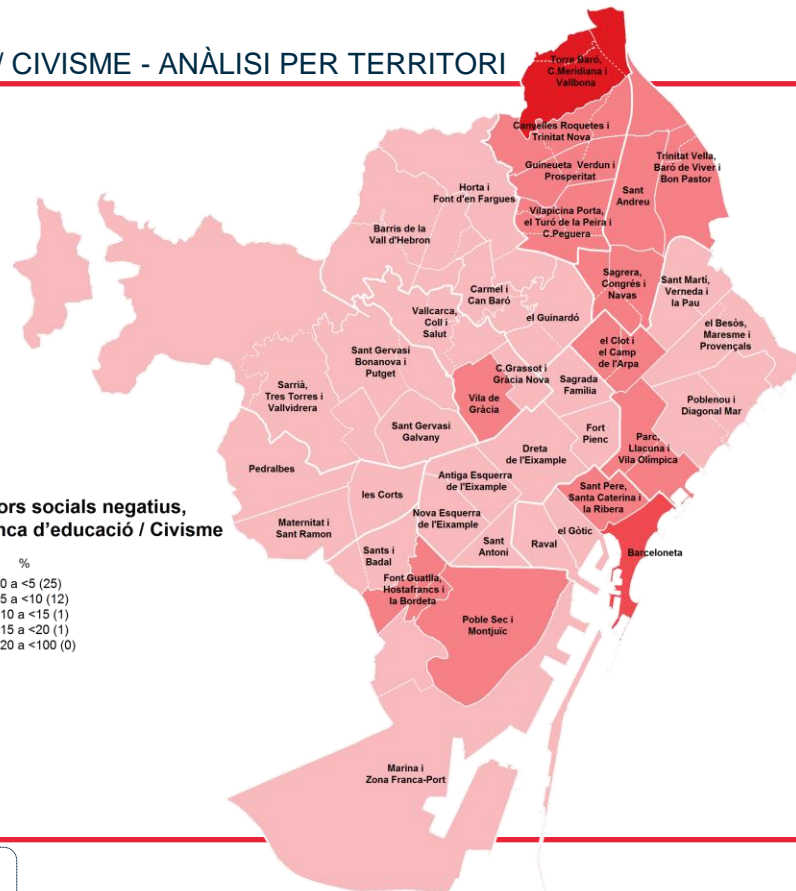 / CIVISME - ANÀLISI PER TERRITORI
Torre Baró,
C.Meridiana i
Vallbona
Canyelles Roquetes i
Trinitat Nova
Guineueta Verdun i
Prosperitat
Trinitat Vella,
Baró de Viver i
Bon Pastor
Sant
Andreu
Horta i
Font d'en Fargues
Vilapicina Porta,
el Turó de la Peira i
C.Peguera
Barris de la
Vall d'Hebron
Sagrera,
Congrés i
Navas
Sant Martí,
Verneda i
la Pau
Carmel i
Can Baró
Vallcarca,
Coll i
Salut
el Guinardó
el Besòs,
Maresme i
Provençals
el Clot i
el Camp
de l'Arpa
Sant Gervasi
Bonanova i
Putget
C.Grassot i
Gràcia Nova
Sagrada
Família
Sarrià,
Tres Torres i
Vallvidrera
Vila de
Gràcia
Poblenou i
Diagonal Mar
Sant Gervasi
Galvany
Fort
Pienc
Parc,
Llacuna i
Vila Olímpica
Dreta
de l'Eixample
Pedralbes
Antiga Esquerra
de l'Eixample
Sant Pere,
Santa Caterina i
la Ribera
les Corts
ors socials negatius,
nca d'educació / Civisme
Maternitat i
Sant Ramon
Nova Esquerra
de l'Eixample
el Gòtic
Sant
Antoni
Raval
Barceloneta
Sants i
Badal
%
0 a <5 (25)
5 a <10 (12)
10 a <15 (1)
15 a <20 (1)
20 a <100 (0)
Font Guatlla,
Hostafrancs i
la Bordeta
Poble Sec i
Montjuïc
Marina i
Zona Franca-Port